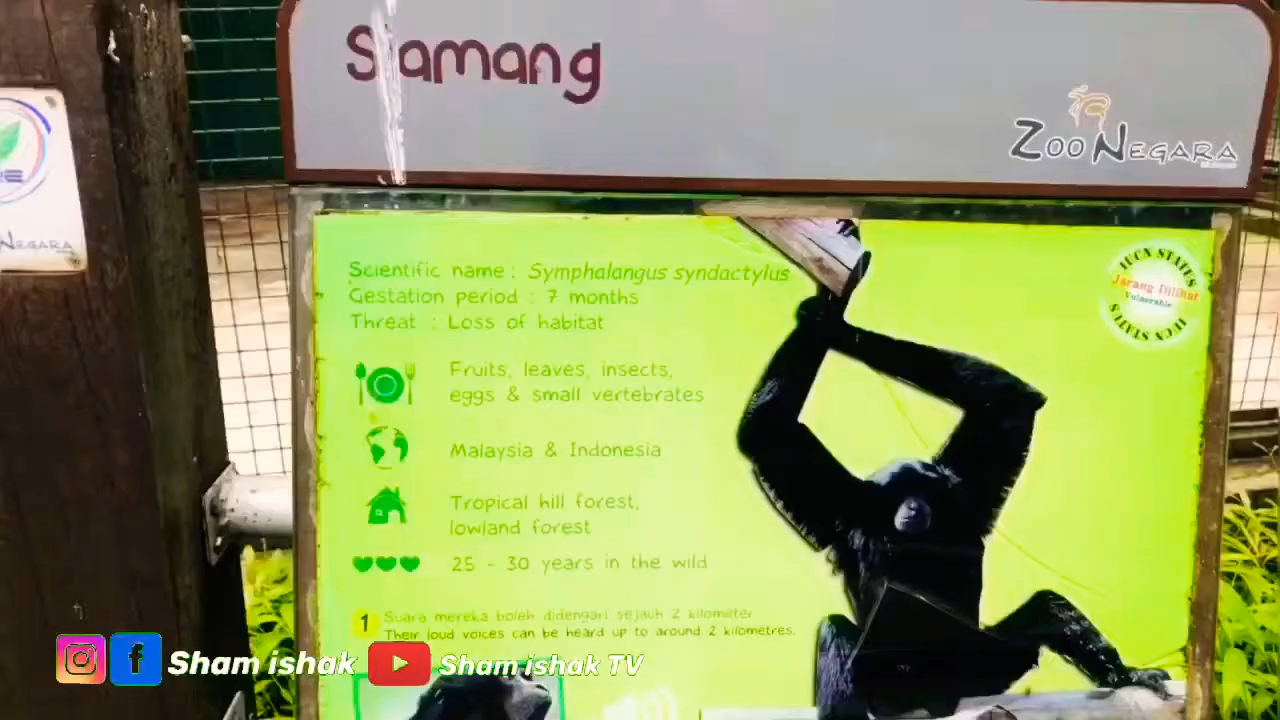 Siamang
ZOO NEGARA
NEGARA
Scientific name : Symphalangus syndactylus
Gestation period : 7 months
Threat : Loss of habitat
IUCN STATUS
Jarang Dilihat
Vulnerable
IUCN STATUS
Fruits, leaves, insects,
eggs & small vertebrates
Malaysia & Indonesia
Tropical hill forest,
lowland forest
25 - 30 years in the wild
1 Suara mereka boleh didengari sejauh 2 kilometer
Their loud voices can be heard up to around 2 kilometres.
Sham ishak Sham ishak TV